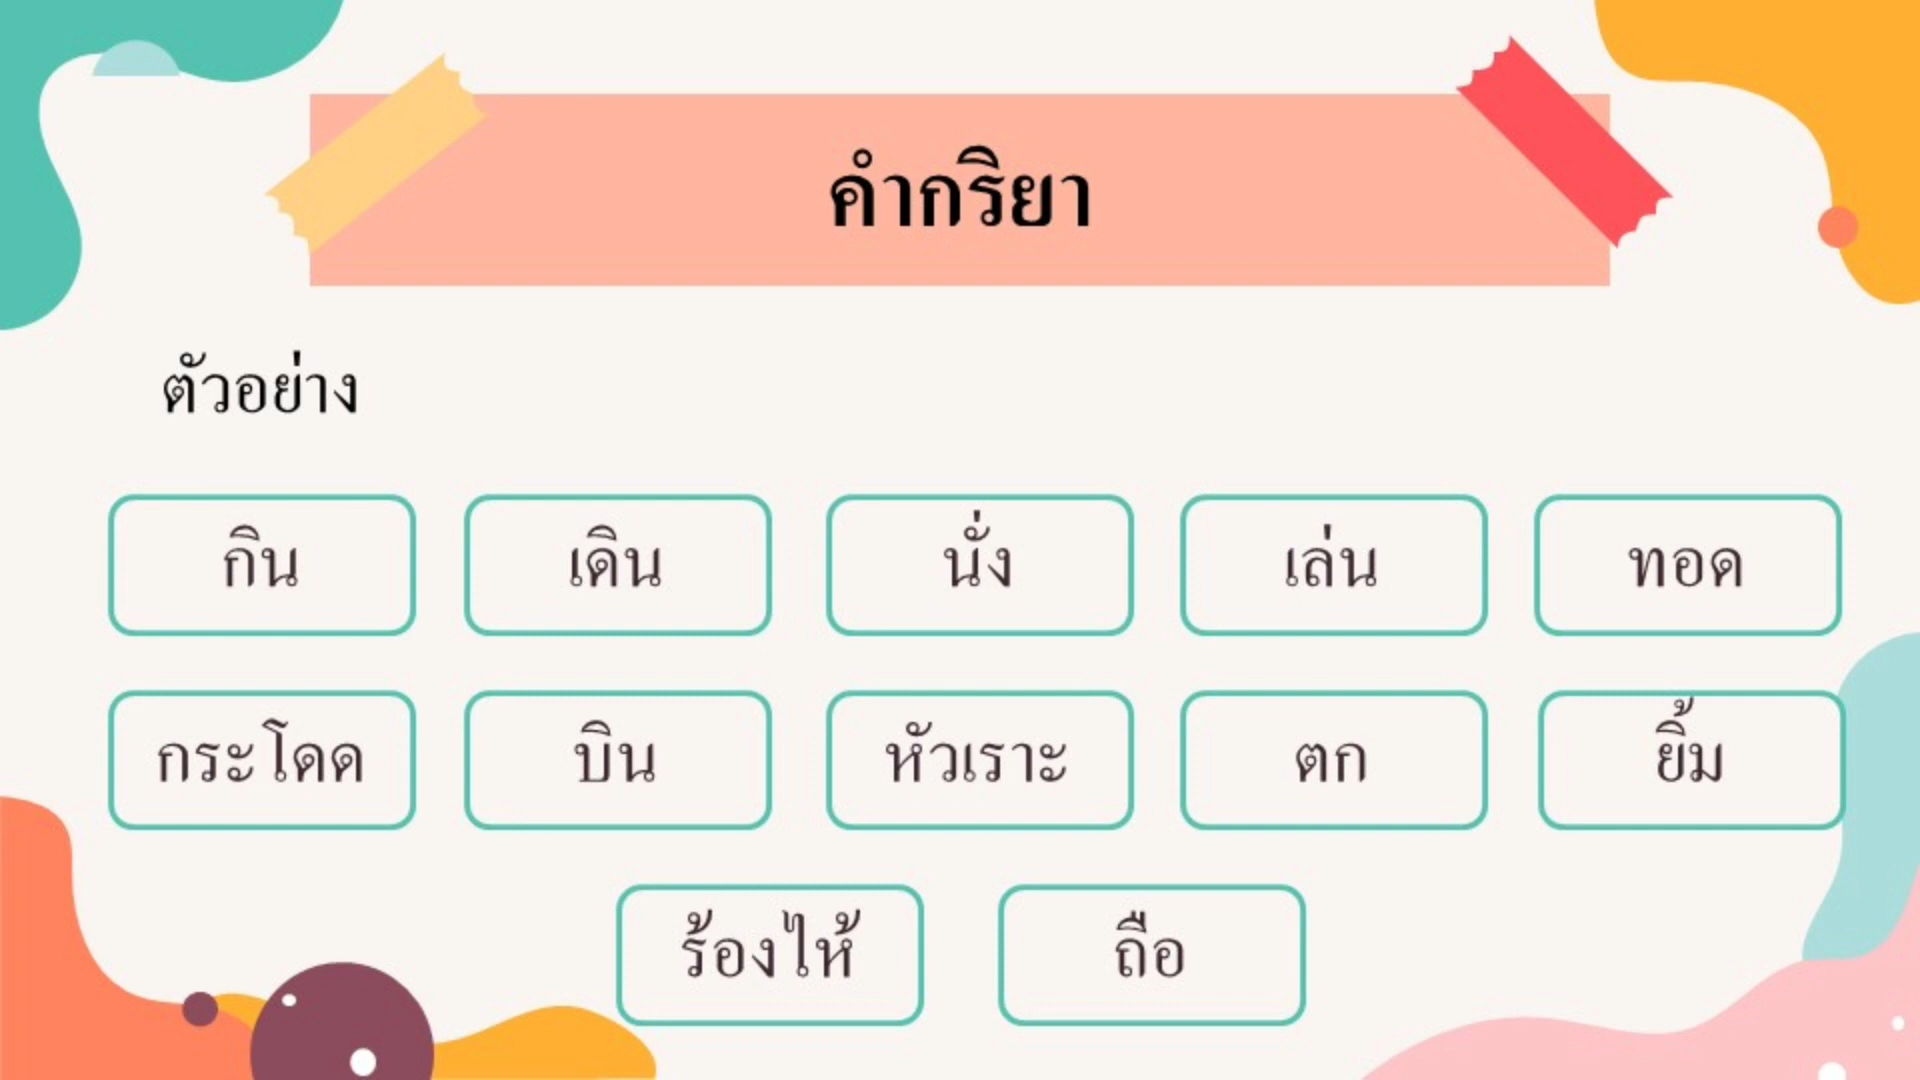 คำกริยา
ตัวอย่าง
กิน เดิน นั่ง เล่น ทอด
กระโดด บิน หัวเราะ ตก ยิ้ม
ร้องไห้ ถือ